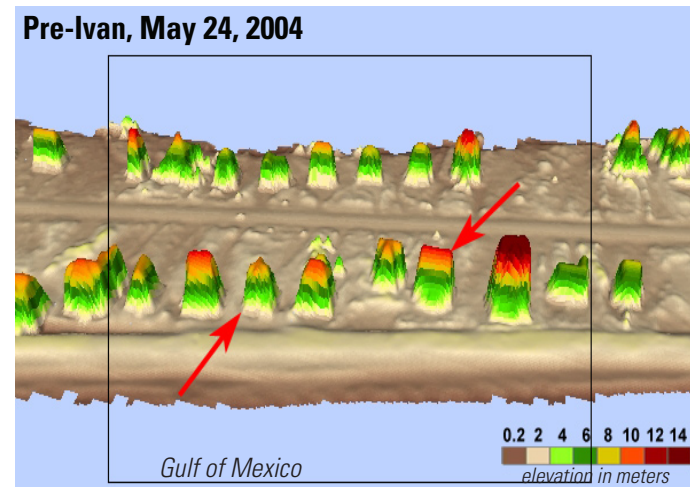 Pre-Ivan, May 24, 2004
0.2 2 4 6 8 10 12 14
elevation in meters
Gulf of Mexico